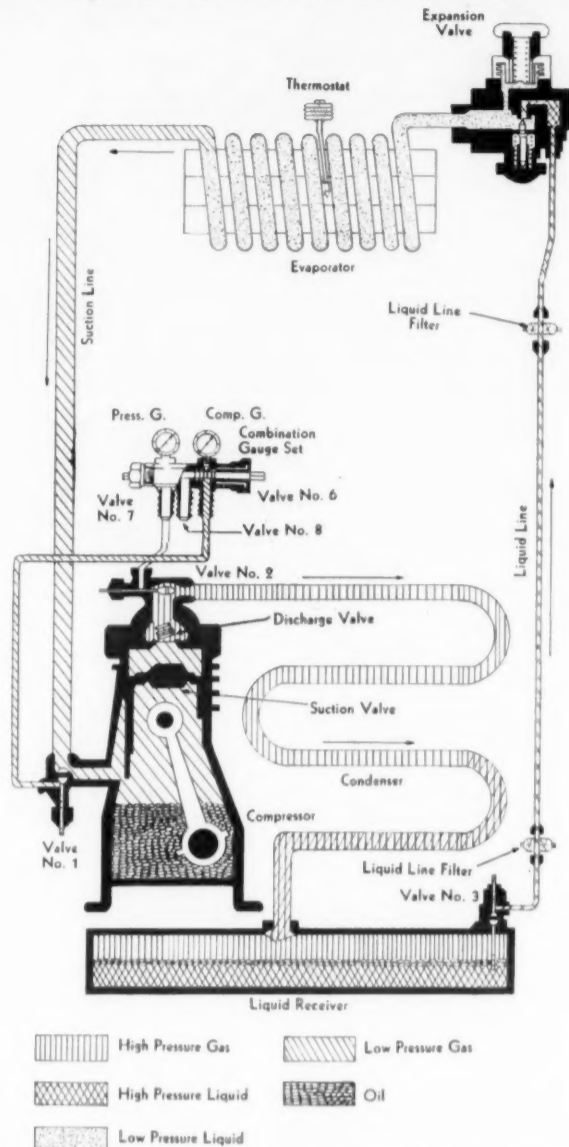 Expansion
Valve
Thermostat
Evaporator
Suction Line
Liquid Line
Filter
Press. G.
Comp. G.
Combination
Gauge Set
Valve
No. 7
Valve No. 6
Valve No. 8
Valve No. 2
Liquid Line
Discharge Valve
Suction Valve
Condenser
Compressor
Valve
No. 1
Liquid Line Filter
Valve No. 3
Liquid Receiver
High Pressure Gas
Low Pressure Gas
High Pressure Liquid
Oil
Low Pressure Liquid